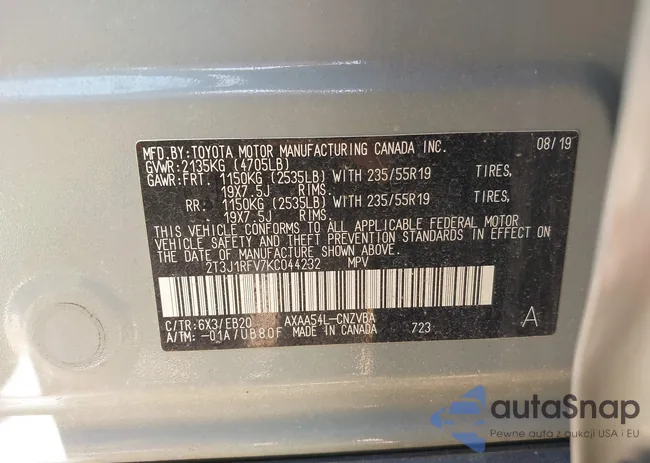 MFD.BY:TOYOTA MOTOR MANUFACTURING CANADA INC. 08/19
GVWR:2135KG (4705LB)
GAWR:FRT. 1150KG (2535LB) WITH 235/55R19 TIRES,
19X7.5J RIMS.
RR. 1150KG (2535LB) WITH 235/55R19 TIRES,
19X7.5J RIMS.
THIS VEHICLE CONFORMS TO ALL APPLICABLE FEDERAL MOTOR
VEHICLE SAFETY AND THEFT PREVENTION STANDARDS IN EFFECT ON
THE DATE OF MANUFACTURE SHOWN ABOVE.
2T3J1RFV7KC044232 MPV
C/TR:6X3/EB20 AXAA54L-CNZVBA
A/TM:-01A/UB80F MADE IN CANADA 723 A
autaSnap
Pewne auta z aukcji USA i EU